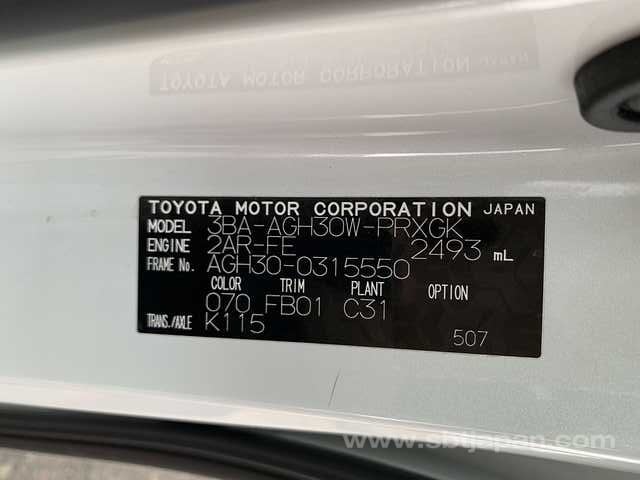 TOYOTA MOTOR CORPORATION JAPAN
MODEL 3BA-AGH30W-PRXGK
ENGINE 2AR-FE 2493 mL
FRAME No. AGH30-0315550
COLOR TRIM PLANT OPTION
070 FB01 C31
TRANS./AXLE K115
507
www.sbtjapan.com